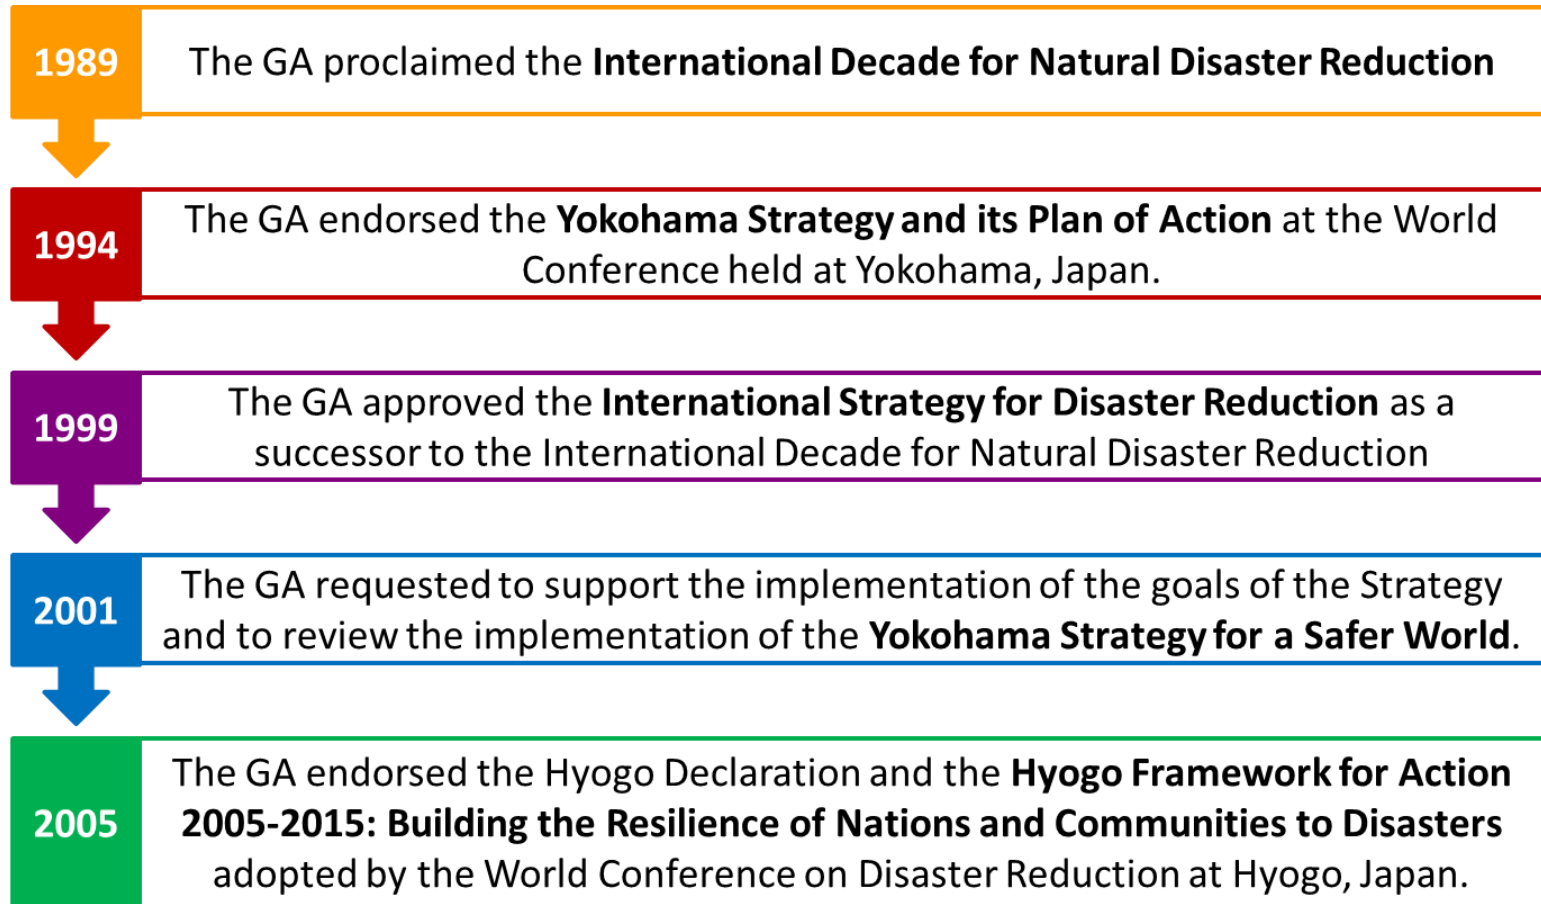 1989
The GA proclaimed the International Decade for Natural Disaster Reduction
1994
The GA endorsed the Yokohama Strategy and its Plan of Action at the World
Conference held at Yokohama, Japan.
1999
The GA approved the International Strategy for Disaster Reduction as a
successor to the International Decade for Natural Disaster Reduction
2001
The GA requested to support the implementation of the goals of the Strategy
and to review the implementation of the Yokohama Strategy for a Safer World.
2005
The GA endorsed the Hyogo Declaration and the Hyogo Framework for Action
2005-2015: Building the Resilience of Nations and Communities to Disasters
adopted by the World Conference on Disaster Reduction at Hyogo, Japan.